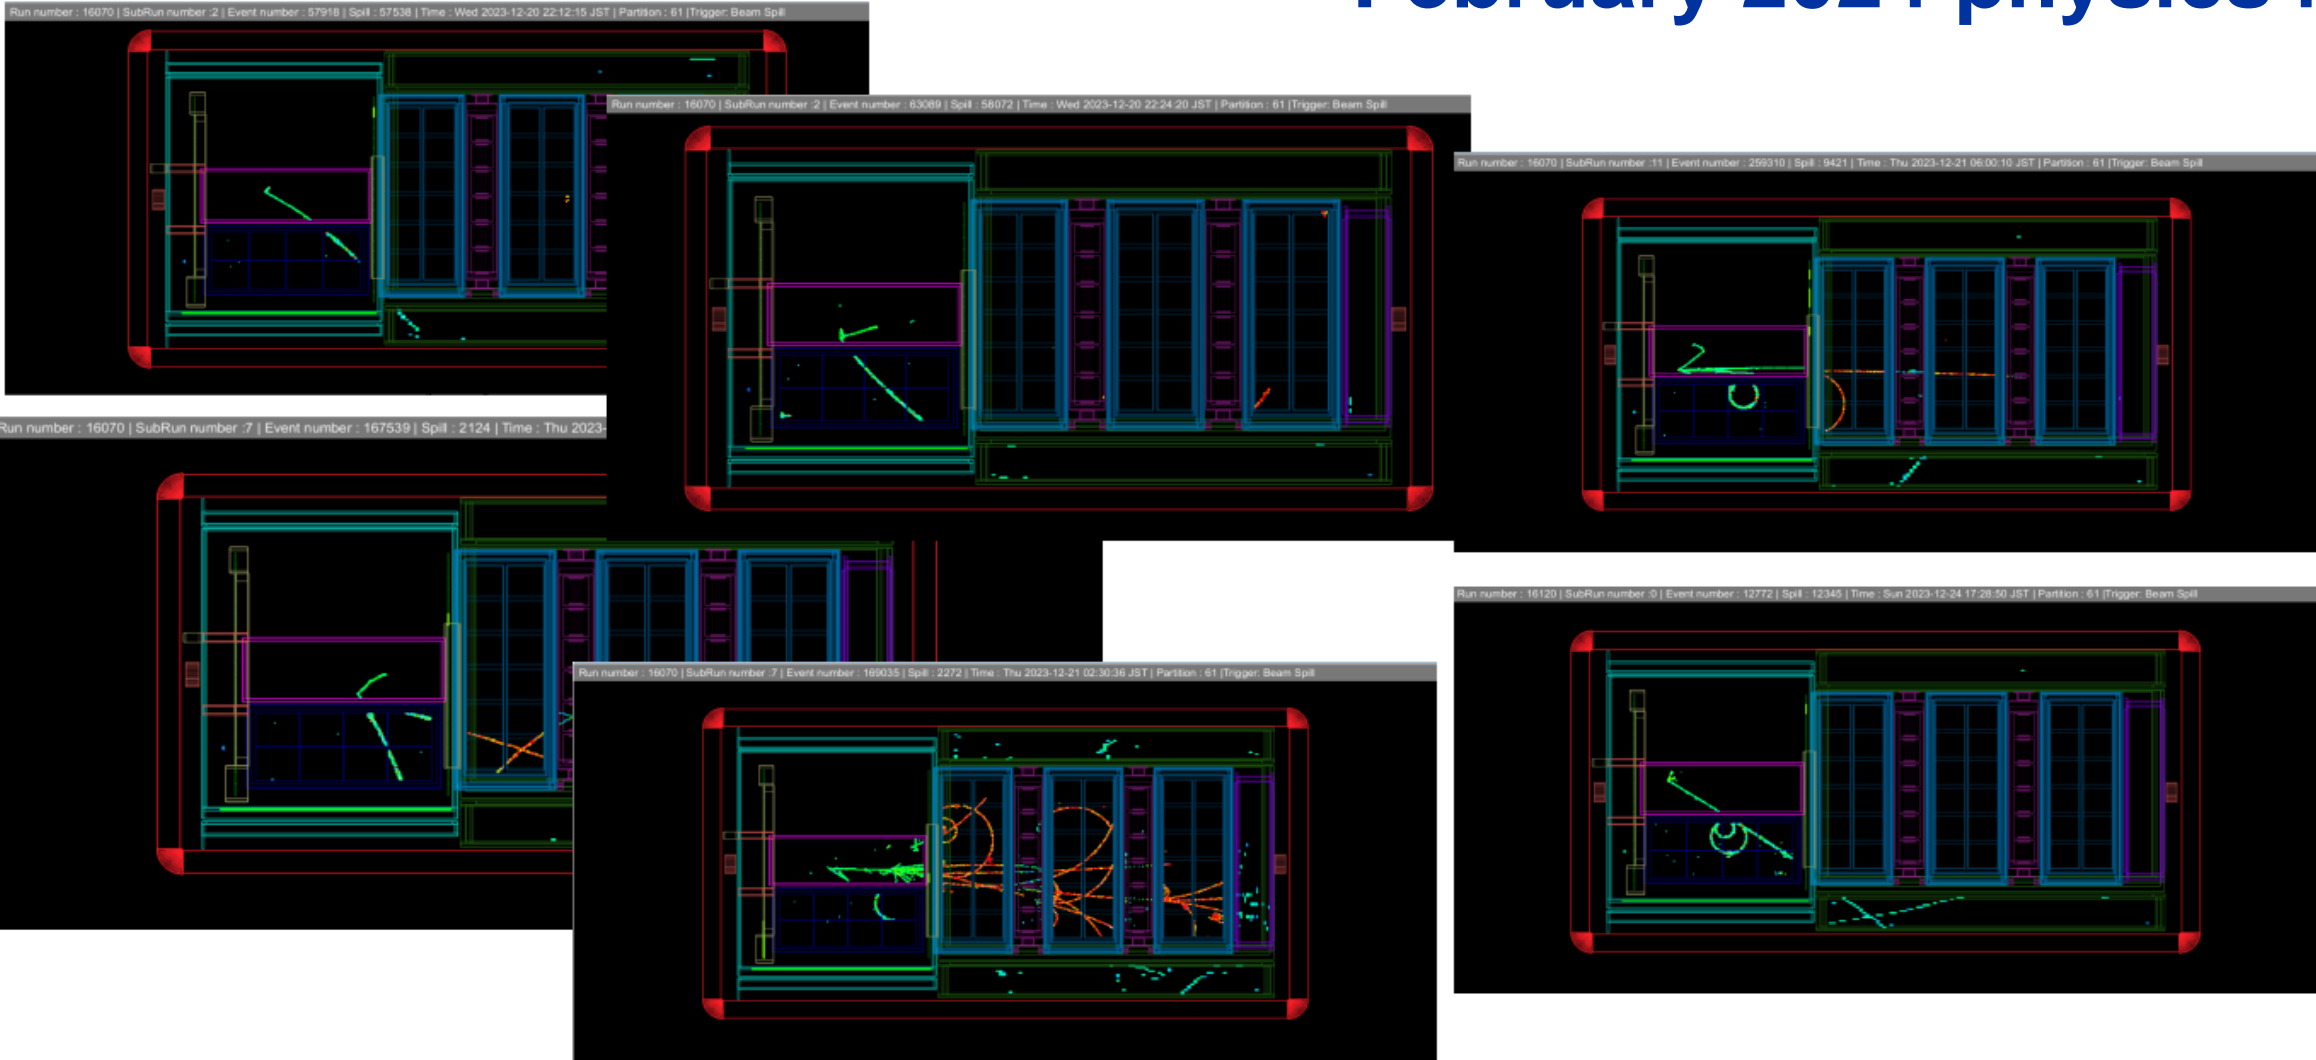 February 2024 physics
Run number : 16070 | SubRun number :2 | Event number : 57918 | Spill : 57538 | Time : Wed 2023-12-20 22:12:15 JST | Partition : 61 |Trigger: Beam Spill
Run number : 16070 | SubRun number :2 | Event number : 63089 | Spill : 58072 | Time : Wed 2023-12-20 22:24:20 JST | Partition : 61 |Trigger: Beam Spill
Run number : 16070 | SubRun number :11 | Event number : 259310 | Spill : 9421 | Time : Thu 2023-12-21 06:00:10 JST | Partition : 61 |Trigger: Beam Spill
Run number : 16070 | SubRun number :7 | Event number : 167539 | Spill : 2124 | Time : Thu 2023-
Run number : 16120 | SubRun number :0 | Event number : 12772 | Spill : 12345 | Time : Sun 2023-12-24 17:28:50 JST | Partition : 61 |Trigger: Beam Spill
Run number : 16070 | SubRun number :7 | Event number : 169035 | Spill : 2272 | Time : Thu 2023-12-21 02:30:36 JST | Partition : 61 |Trigger: Beam Spill